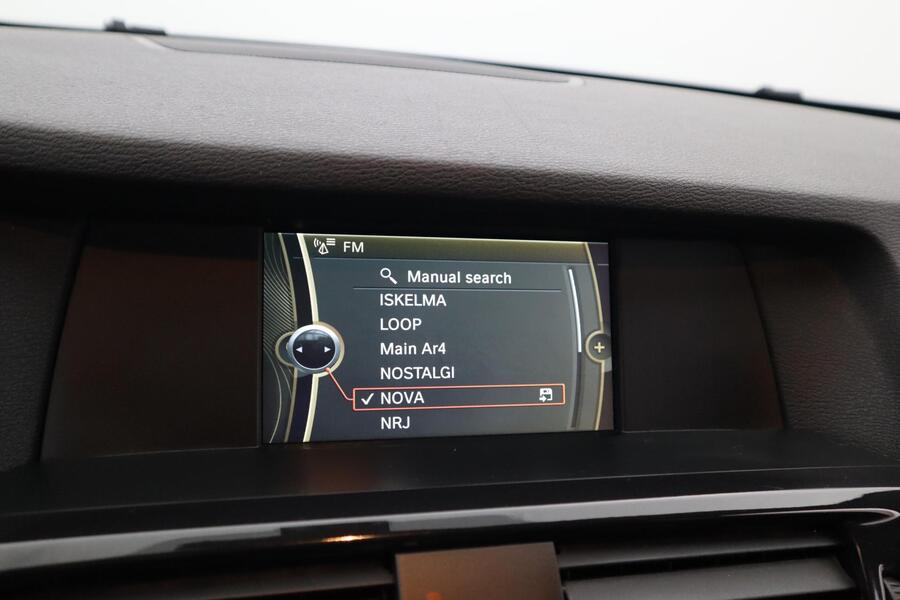 FM
Manual search
ISKELMA
LOOP
Main Ar4
NOSTALGI
NOVA
NRJ